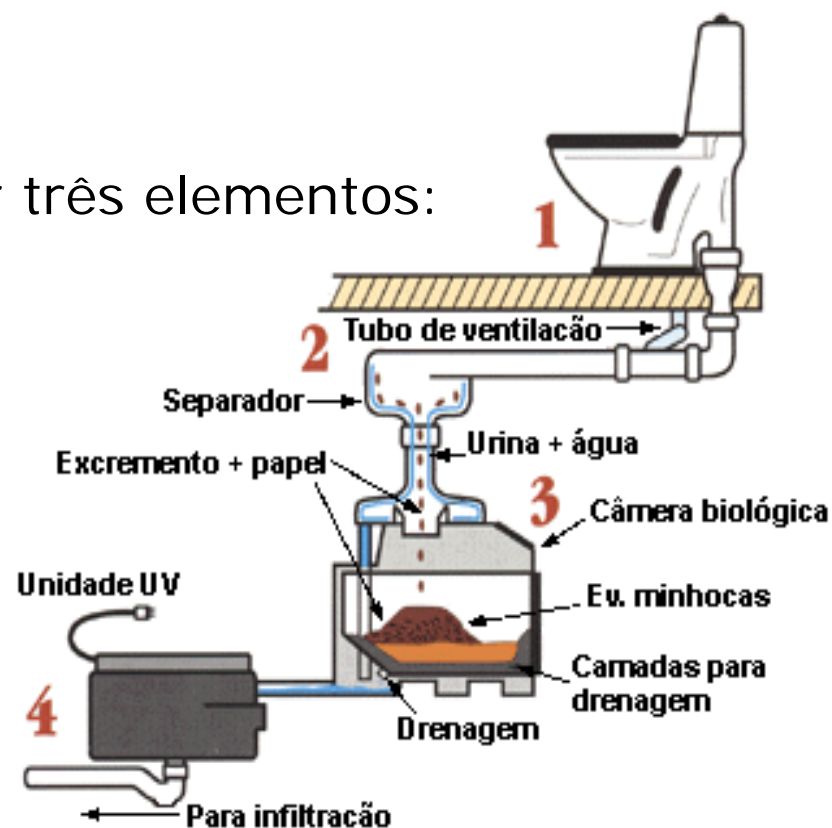 r três elementos:
1
Tubo de ventilacão
2
Separador
Urina + água
Excremento + papel
3
Câmera biológica
Unidade UV
Ev. minhocas
Camadas para
drenagem
4
Drenagem
Para infiltracão